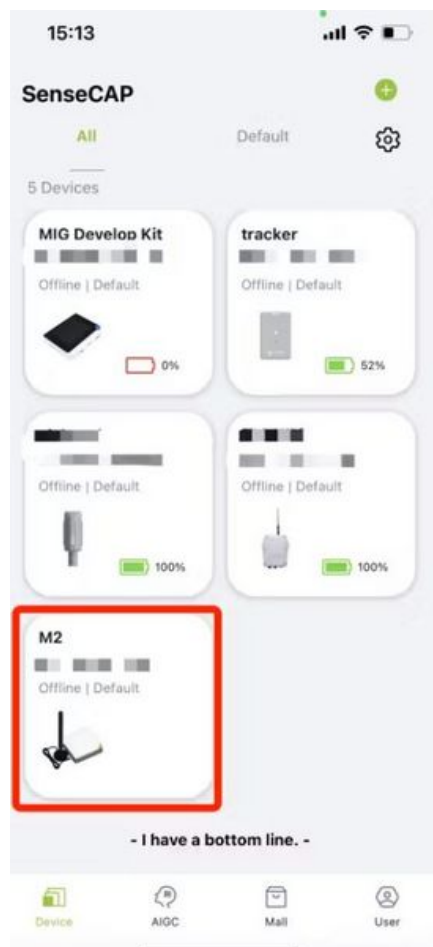 15:13
SenseCAP
All Default
5 Devices
MIG Develop Kit tracker
Offline | Default Offline | Default
0% 52%
Offline | Default Offline | Default
100% 100%
M2
Offline | Default
- I have a bottom line. -
Device AIGC Mall User